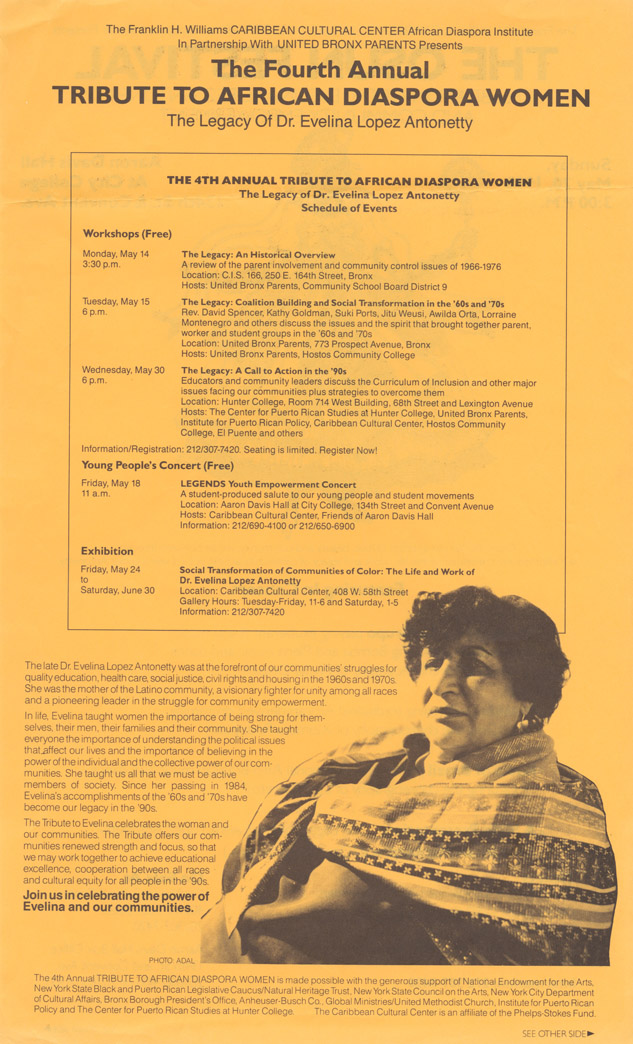 The Franklin H. Williams CARIBBEAN CULTURAL CENTER African Diaspora Institute
In Partnership With UNITED BRONX PARENTS Presents
The Fourth Annual
TRIBUTE TO AFRICAN DIASPORA WOMEN
The Legacy Of Dr. Evelina Lopez Antonetty
THE 4TH ANNUAL TRIBUTE TO AFRICAN DIASPORA WOMEN
The Legacy of Dr. Evelina Lopez Antonetty
Schedule of Events
Workshops (Free)
Monday, May 14
3:30 p.m.
The Legacy: An Historical Overview
A review of the parent involvement and community control issues of 1966-1976
Location: C.I.S. 166, 250 E. 164th Street, Bronx
Hosts: United Bronx Parents, Community School Board District 9
Tuesday, May 15
6 p.m.
The Legacy: Coalition Building and Social Transformation in the '60s and '70s
Rev. David Spencer, Kathy Goldman, Suki Ports, Jitu Weusi, Awilda Orta, Lorraine
Montenegro and others discuss the issues and the spirit that brought together parent,
worker and student groups in the '60s and '70s
Location: United Bronx Parents, 773 Prospect Avenue, Bronx
Hosts: United Bronx Parents, Hostos Community College
Wednesday, May 30
6 p.m.
The Legacy: A Call to Action in the '90s
Educators and community leaders discuss the Curriculum of Inclusion and other major
issues facing our communities plus strategies to overcome them
Location: Hunter College, Room 714 West Building, 68th Street and Lexington Avenue
Hosts: The Center for Puerto Rican Studies at Hunter College, United Bronx Parents,
Institute for Puerto Rican Policy, Caribbean Cultural Center, Hostos Community
College, El Puente and others
Information/Registration: 212/307-7420. Seating is limited. Register Now!
Young People's Concert (Free)
Friday, May 18
11 a.m.
LEGENDS Youth Empowerment Concert
A student-produced salute to our young people and student movements
Location: Aaron Davis Hall at City College, 134th Street and Convent Avenue
Hosts: Caribbean Cultural Center, Friends of Aaron Davis Hall
Information: 212/690-4100 or 212/650-6900
Exhibition
Friday, May 24
to
Saturday, June 30
Social Transformation of Communities of Color: The Life and Work of
Dr. Evelina Lopez Antonetty
Location: Caribbean Cultural Center, 408 W. 58th Street
Gallery Hours: Tuesday-Friday, 11-6 and Saturday, 1-5
Information: 212/307-7420
The late Dr. Evelina Lopez Antonetty was at the forefront of our communities' struggles for
quality education, health care, social justice, civil rights and housing in the 1960s and 1970s.
She was the mother of the Latino community, a visionary fighter for unity among all races
and a pioneering leader in the struggle for community empowerment.
In life, Evelina taught women the importance of being strong for them-
selves, their men, their families and their community. She taught
everyone the importance of understanding the political issues
that affect our lives and the importance of believing in the
power of the individual and the collective power of our com-
munities. She taught us all that we must be active
members of society. Since her passing in 1984,
Evelina's accomplishments of the '60s and '70s have
become our legacy in the '90s.
The Tribute to Evelina celebrates the woman and
our communities. The Tribute offers our com-
munities renewed strength and focus, so that
we may work together to achieve educational
excellence, cooperation between all races
and cultural equity for all people in the '90s.
Join us in celebrating the power of
Evelina and our communities.
PHOTO: ADAL
The 4th Annual TRIBUTE TO AFRICAN DIASPORA WOMEN is made possible with the generous support of National Endowment for the Arts,
New York State Black and Puerto Rican Legislative Caucus/Natural Heritage Trust, New York State Council on the Arts, New York City Department
of Cultural Affairs, Bronx Borough President's Office, Anheuser-Busch Co., Global Ministries/United Methodist Church, Institute for Puerto Rican
Policy and The Center for Puerto Rican Studies at Hunter College. The Caribbean Cultural Center is an affiliate of the Phelps-Stokes Fund.
SEE OTHER SIDE▶